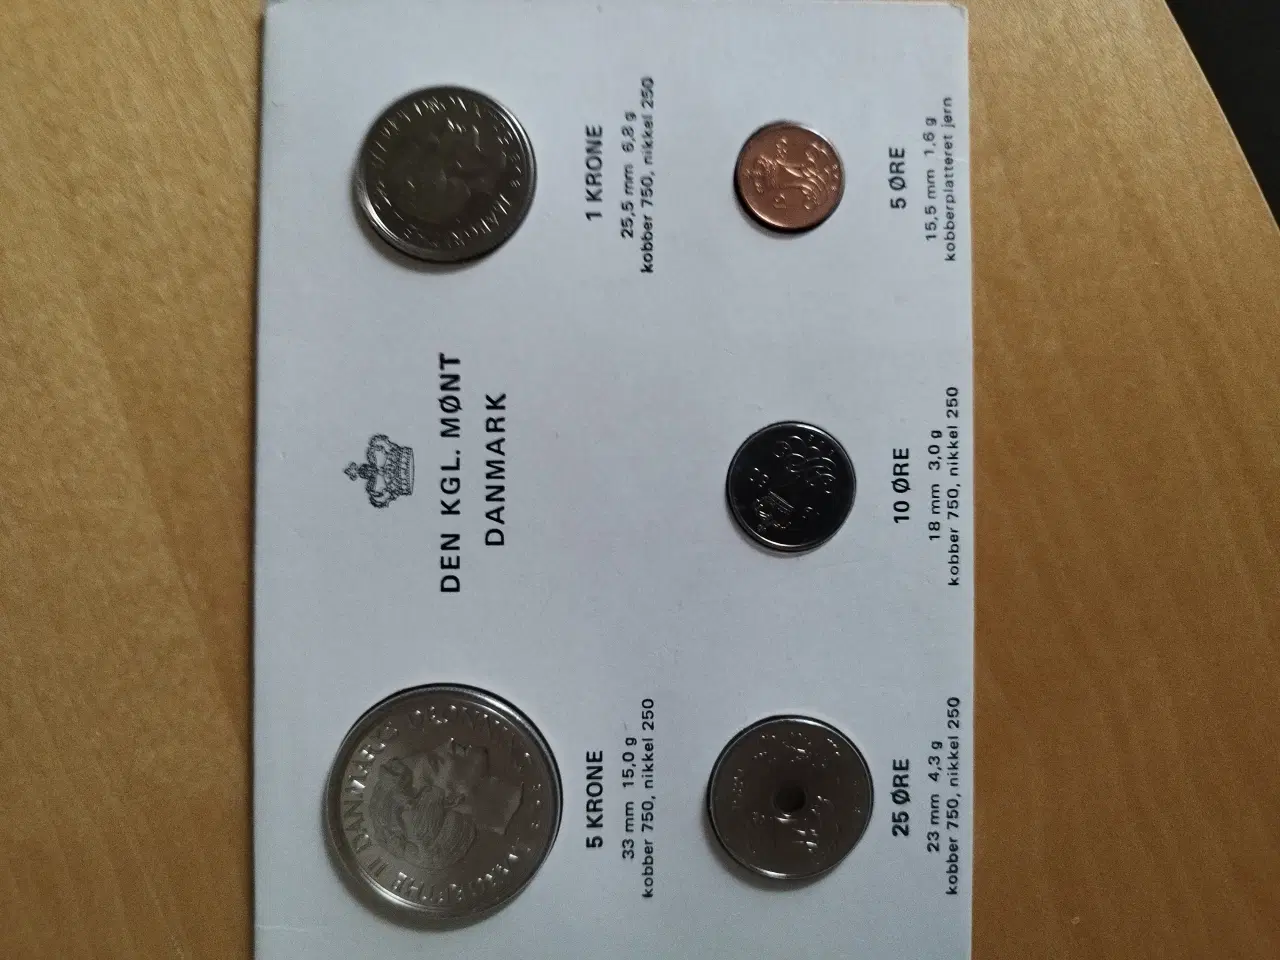 DEN KGL. MØNT
DANMARK
5 KRONE
33 mm 15,0 g
kobber 750, nikkel 250
1 KRONE
25,5 mm 6,8 g
kobber 750, nikkel 250
25 ØRE
23 mm 4,3 g
kobber 750, nikkel 250
10 ØRE
18 mm 3,0 g
kobber 750, nikkel 250
5 ØRE
15,5 mm 1,6 g
kobberplatteret jern